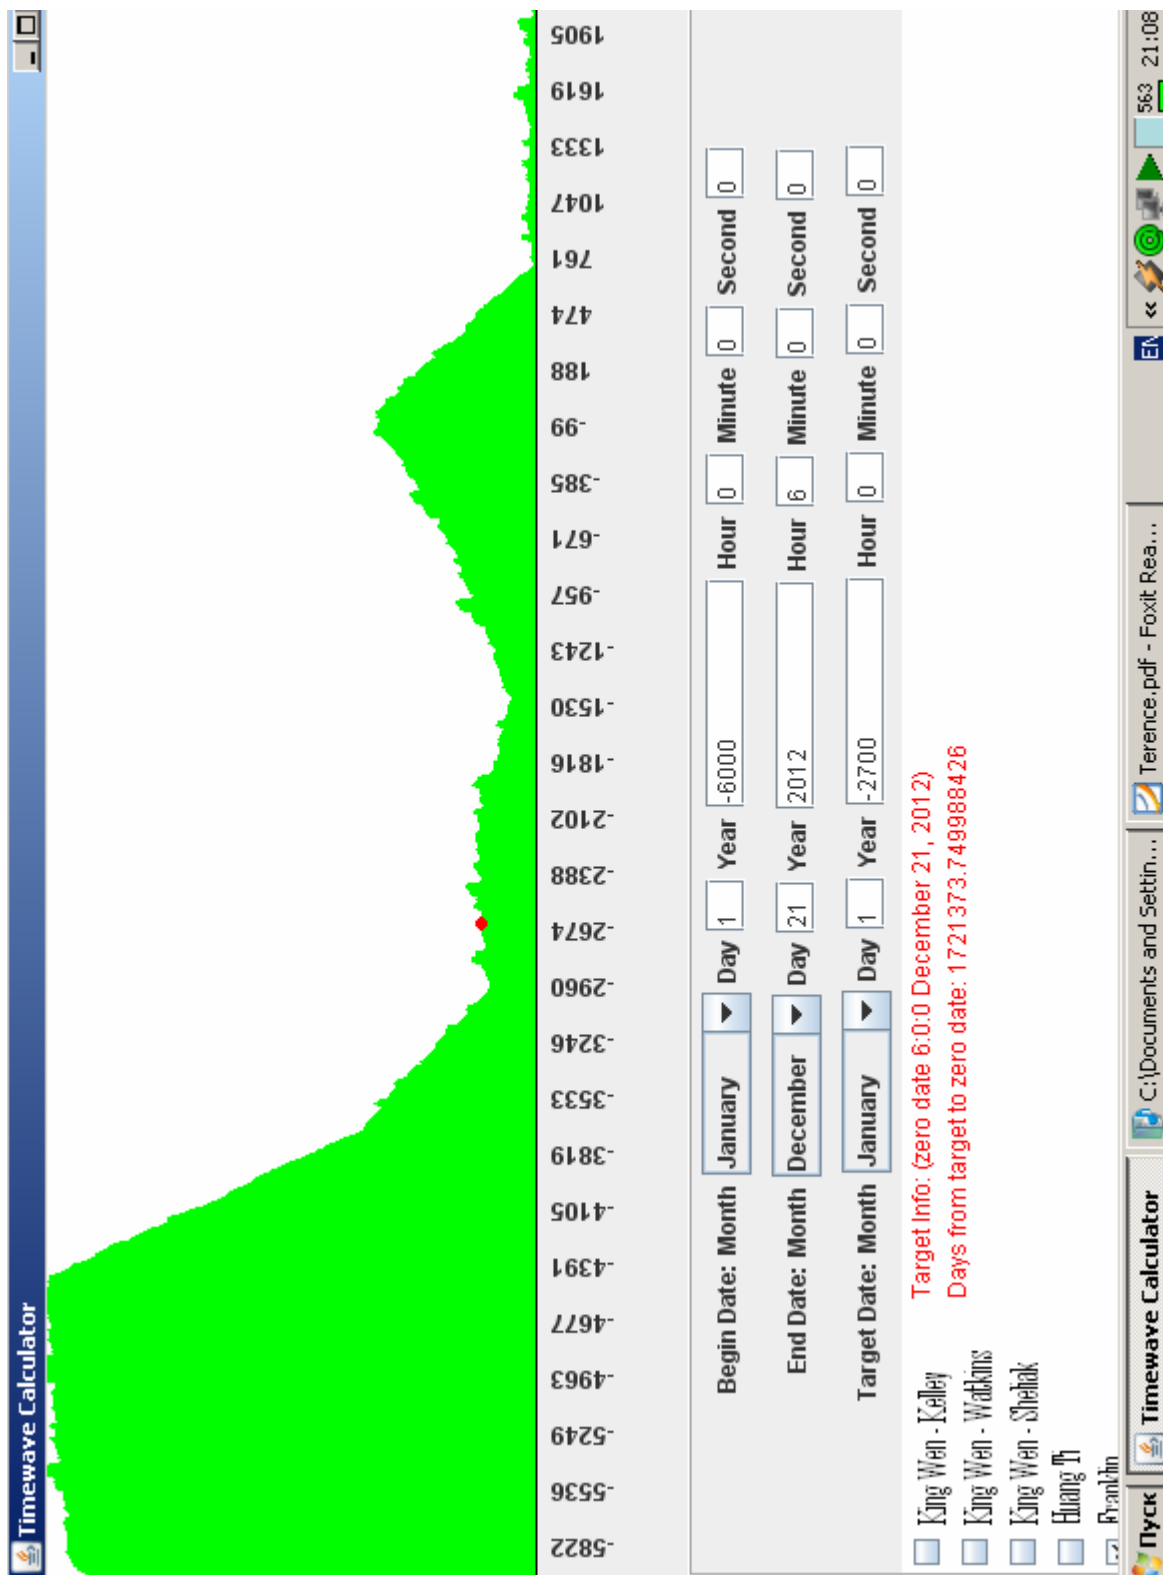 Timewave Calculator
-5822 -5536 -5249 -4963 -4677 -4391 -4105 -3819 -3533 -3246 -2960 -2674 -2388 -2102 -1816 -1530 -1243 -957 -671 -385 -99 188 474 761 1047 1333 1619 1905
Begin Date: Month January Day 1 Year -6000 Hour 0 Minute 0 Second 0
End Date: Month December Day 21 Year 2012 Hour 6 Minute 0 Second 0
Target Date: Month January Day 1 Year -2700 Hour 0 Minute 0 Second 0
King Wen - Kelley
King Wen - Watkins
King Wen - Sheliak
Huang Ti
Franklin
Target Info: (zero date 6:0:0 December 21, 2012)
Days from target to zero date: 1721373.749988426
Пуск Timewave Calculator C:\Documents and Settin... Terence.pdf - Foxit Rea... EN « 563 21:08